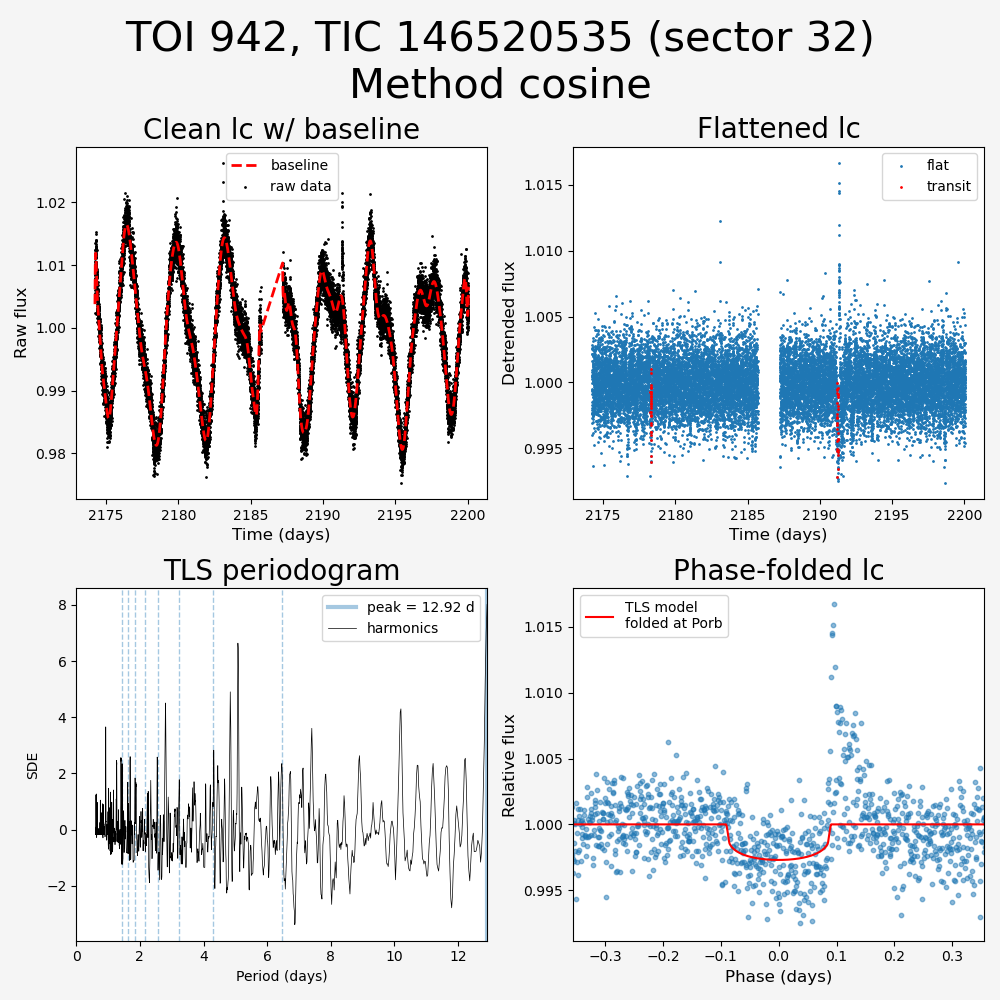 TOI 942, TIC 146520535 (sector 32)
Method cosine
Clean lc w/ baseline
baseline
raw data
Raw flux
1.02
1.01
1.00
0.99
0.98
2175
2180
2185
2190
2195
2200
Time (days)
Flattened lc
flat
transit
Detrended flux
1.015
1.010
1.005
1.000
0.995
2175
2180
2185
2190
2195
2200
Time (days)
TLS periodogram
peak = 12.92 d
harmonics
SDE
8
6
4
2
0
−2
0
2
4
6
8
10
12
Period (days)
Phase-folded lc
TLS model
folded at Porb
Relative flux
1.015
1.010
1.005
1.000
0.995
−0.3
−0.2
−0.1
0.0
0.1
0.2
0.3
Phase (days)